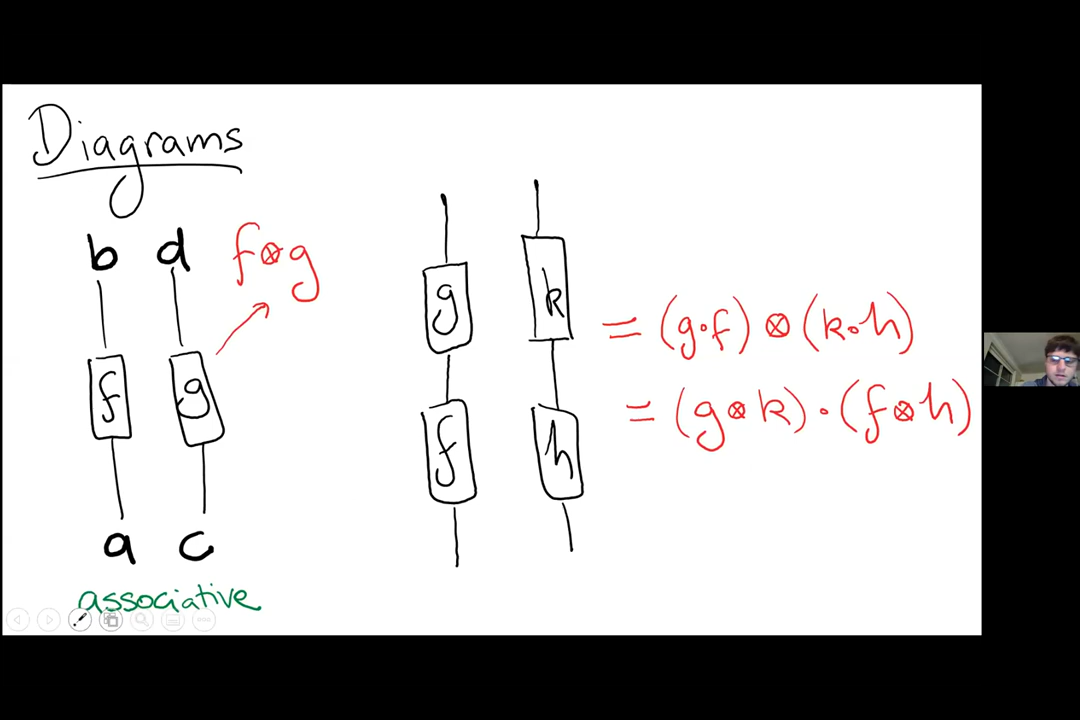 Diagrams
b d f⊗g
f g
a c
associative
g k
f h
= (g∘f) ⊗ (k∘h)
= (g⊗k) ∘ (f⊗h)